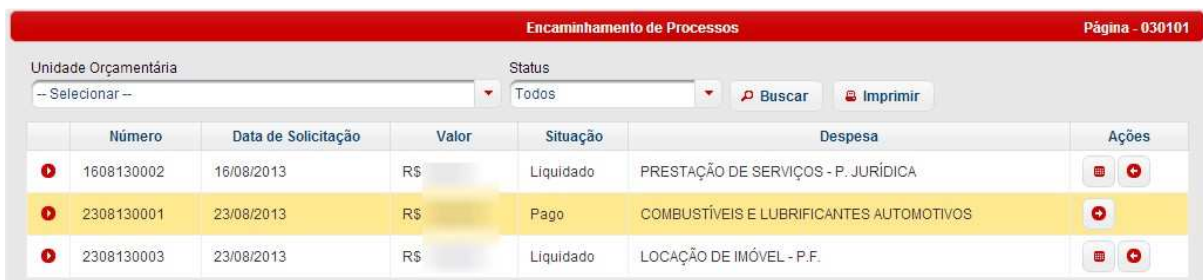 Encaminhamento de Processos Página - 030101
Unidade Orçamentária Status
-- Selecionar -- Todos Buscar Imprimir
Número Data de Solicitação Valor Situação Despesa Ações
1608130002 16/08/2013 R$ Liquidado PRESTAÇÃO DE SERVIÇOS - P. JURÍDICA
2308130001 23/08/2013 R$ Pago COMBUSTÍVEIS E LUBRIFICANTES AUTOMOTIVOS
2308130003 23/08/2013 R$ Liquidado LOCAÇÃO DE IMÓVEL - P.F.